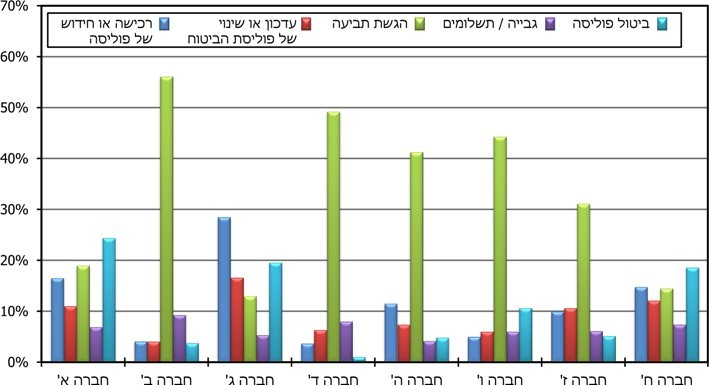 70%
רכישה או חידוש של פוליסה
עדכון או שינוי של פוליסת הביטוח
הגשת תביעה
גבייה / תשלומים
ביטול פוליסה
60%
50%
40%
30%
20%
10%
0%
חברה א'
חברה ב'
חברה ג'
חברה ד'
חברה ה'
חברה ו'
חברה ז'
חברה ח'